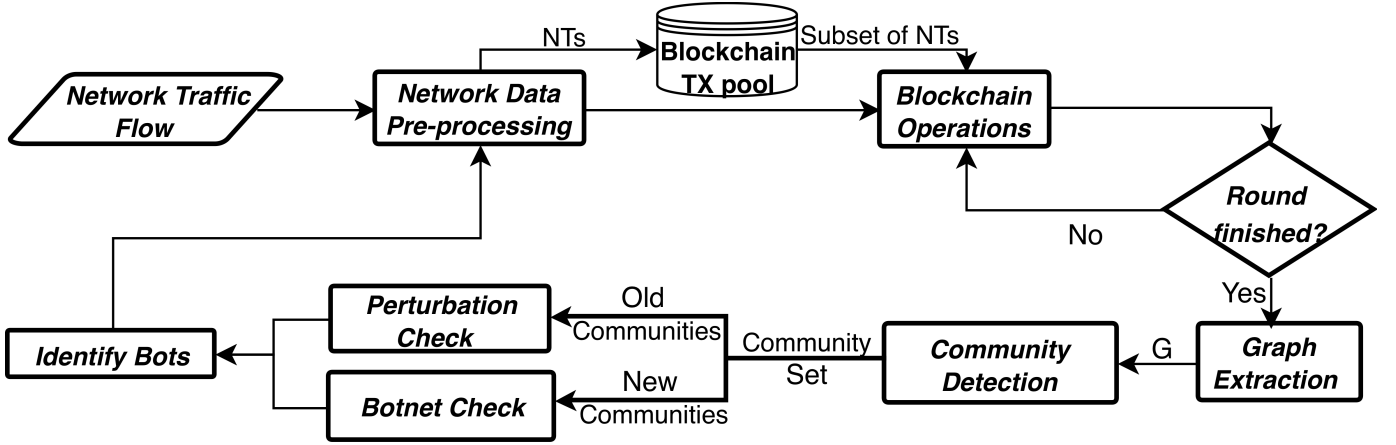 Network Traffic
Flow
Network Data
Pre-processing
NTs
Blockchain
TX pool
Subset of NTs
Blockchain
Operations
Round
finished?
No
Yes
Graph
Extraction
G
Community
Detection
Community
Set
Old
Communities
New
Communities
Perturbation
Check
Botnet Check
Identify Bots